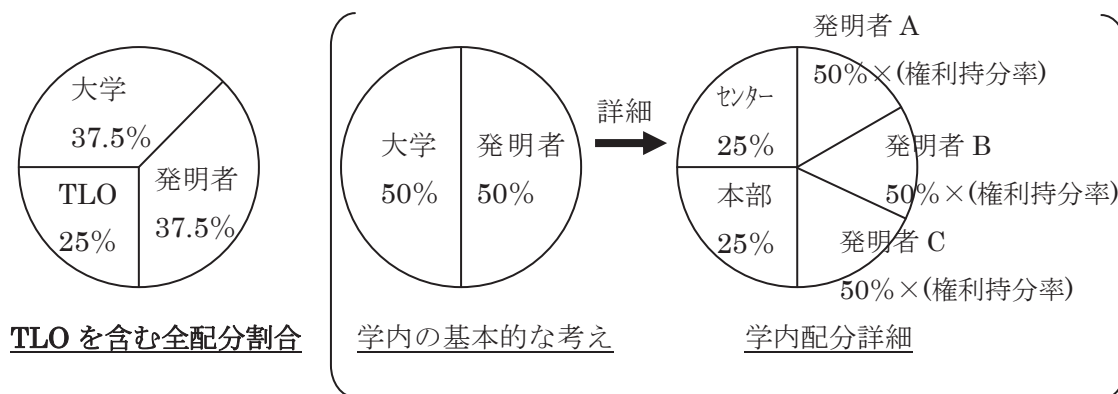 大学
37.5%
TLO
25%
発明者
37.5%
TLO を含む全配分割合
大学
50%
発明者
50%
学内の基本的な考え
詳細
センター
25%
本部
25%
発明者 A
50%×(権利持分率)
発明者 B
50%×(権利持分率)
発明者 C
50%×(権利持分率)
学内配分詳細